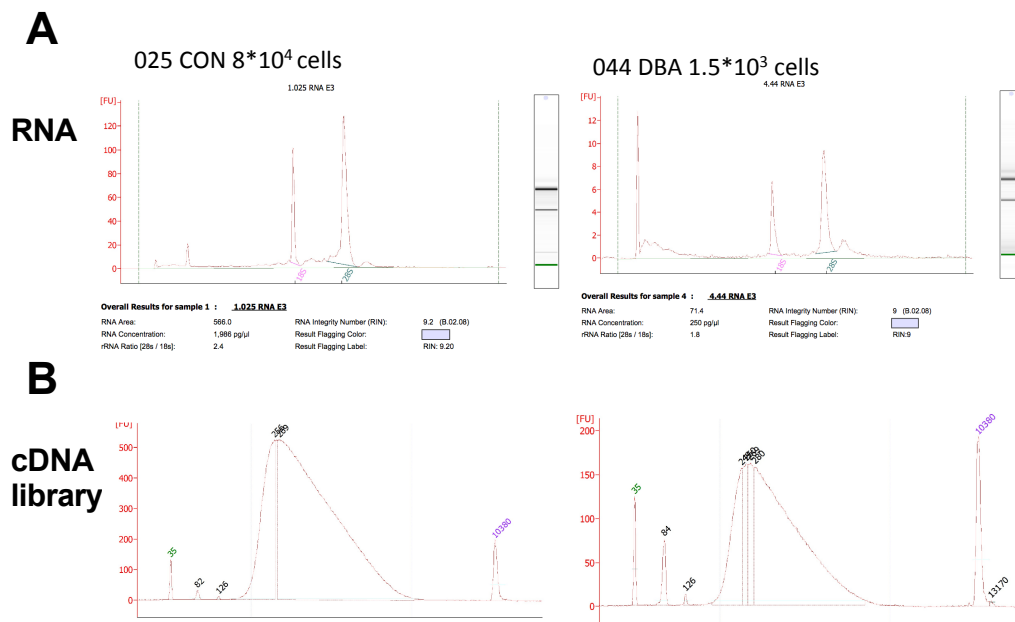 A
025 CON 8*10⁴ cells
1.025 RNA E3
[FU]
120
100
80
60
40
20
0
18S
28S
RNA
Overall Results for sample 1 : 1.025 RNA E3
RNA Area: 566.0 RNA Integrity Number (RIN): 9.2 (B.02.08)
RNA Concentration: 1,986 pg/µl Result Flagging Color:
rRNA Ratio [28s / 18s]: 2.4 Result Flagging Label: RIN: 9.20
044 DBA 1.5*10³ cells
4.44 RNA E3
[FU]
12
10
8
6
4
2
0
18S
28S
Overall Results for sample 4 : 4.44 RNA E3
RNA Area: 71.4 RNA Integrity Number (RIN): 9 (B.02.08)
RNA Concentration: 250 pg/µl Result Flagging Color:
rRNA Ratio [28s / 18s]: 1.8 Result Flagging Label: RIN:9
B
cDNA
library
[FU]
500
400
300
200
100
0
35
82
126
269
10380
[FU]
200
150
100
50
0
35
84
126
280
10380
13170